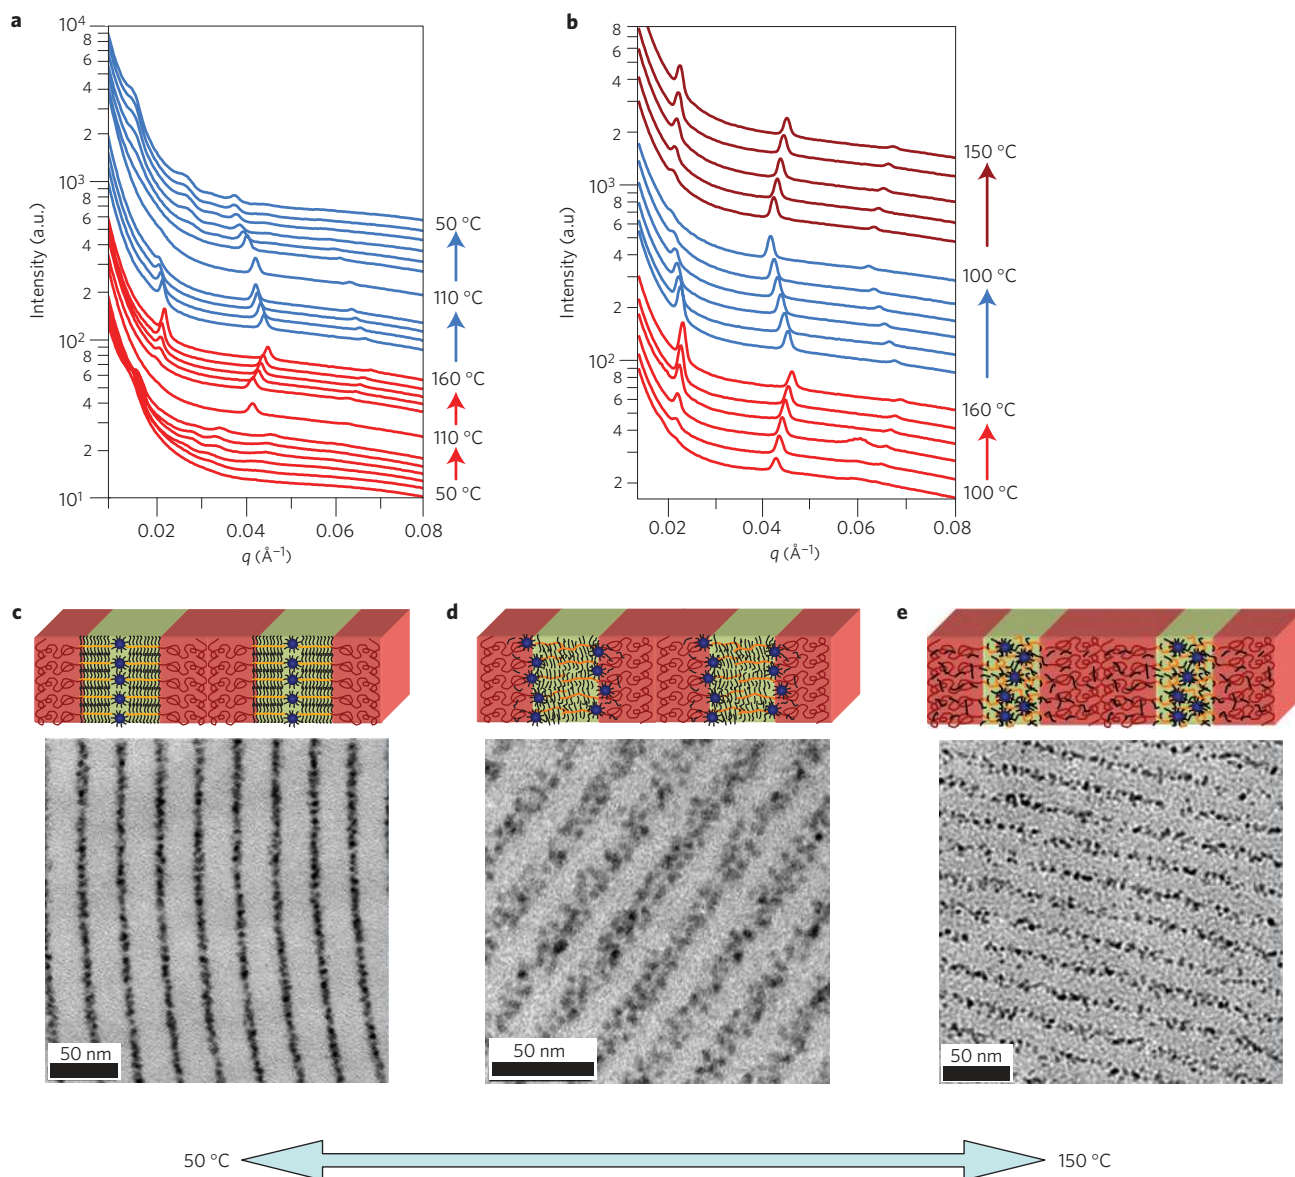 a
10⁴
8
6
4
2
10³
8
6
4
2
10²
8
6
4
2
10¹
Intensity (a.u.)
0.02
0.04
0.06
0.08
q (Å⁻¹)
50 °C
110 °C
160 °C
110 °C
50 °C
b
8
6
4
2
10³
8
6
4
2
10²
8
6
4
2
Intensity (a.u)
0.02
0.04
0.06
0.08
q (Å⁻¹)
150 °C
100 °C
160 °C
100 °C
c
d
e
50 nm
50 nm
50 nm
50 °C
150 °C